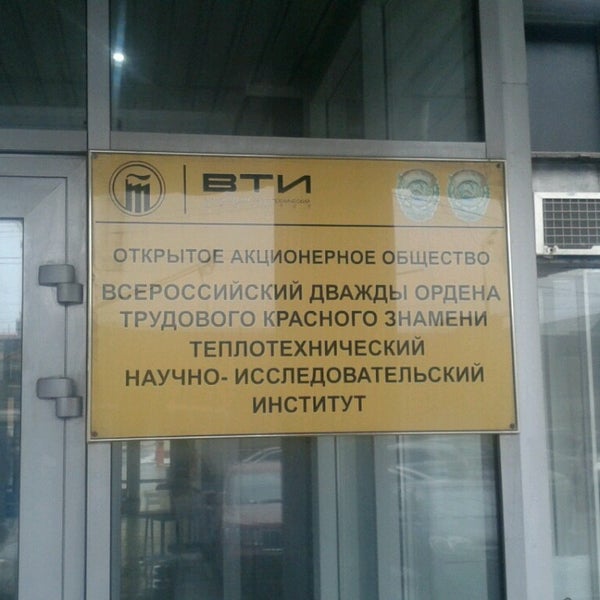 ВТИ
ОТКРЫТОЕ АКЦИОНЕРНОЕ ОБЩЕСТВО
ВСЕРОССИЙСКИЙ ДВАЖДЫ ОРДЕНА
ТРУДОВОГО КРАСНОГО ЗНАМЕНИ
ТЕПЛОТЕХНИЧЕСКИЙ
НАУЧНО- ИССЛЕДОВАТЕЛЬСКИЙ
ИНСТИТУТ